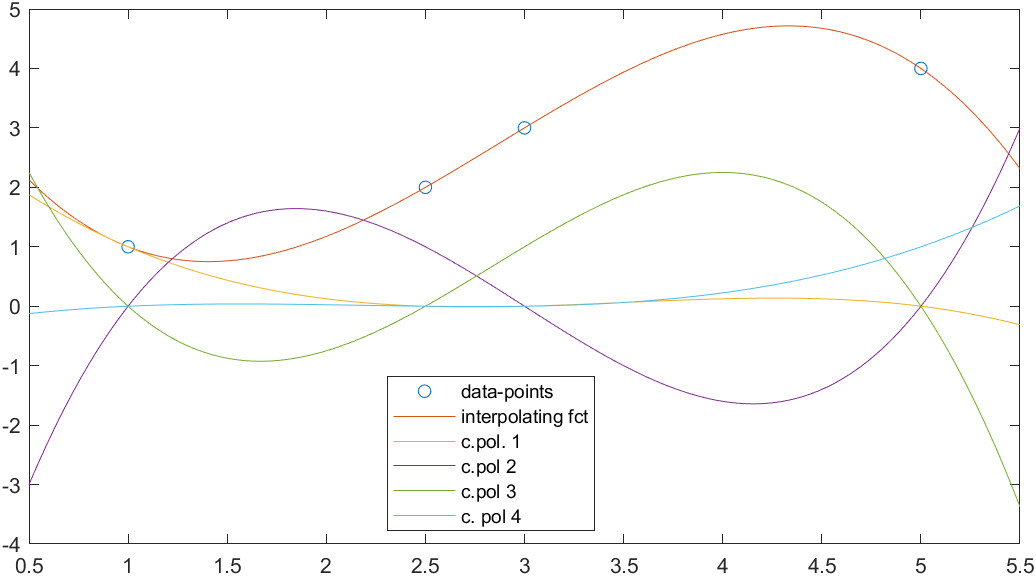 5
4
3
2
1
0
-1
-2
-3
-4
data-points
interpolating fct
c.pol. 1
c.pol 2
c.pol 3
c. pol 4
0.5 1 1.5 2 2.5 3 3.5 4 4.5 5 5.5